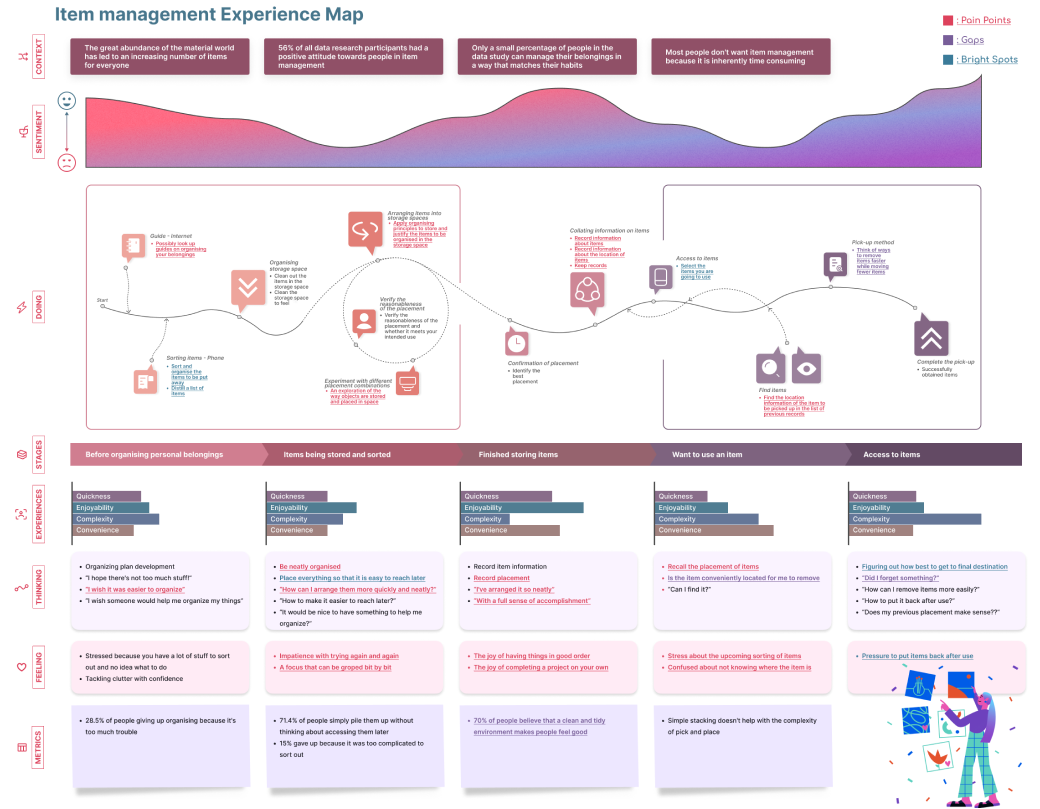 Item management Experience Map
: Pain Points
: Gaps
: Bright Spots
CONTEXT
The great abundance of the material world
has led to an increasing number of items
for everyone
56% of all data research participants had a
positive attitude towards people in item
management
Only a small percentage of people in the
data study can manage their belongings in
a way that matches their habits
Most people don't want item management
because it is inherently time consuming
SENTIMENT
DOING
Start
Guide - Internet
• Possibly look up
guides on organising
your belongings
Sorting items - Phone
• Sort and
organise the
items to be put
away
• Distill a list of
items
Organising
storage space
• Clean out the
items in the
storage space
• Clean the
storage space
to feel
Arranging items into
storage spaces
• Apply organising
principles to store and
justify the items to be
organised in the
storage space
Verify the
reasonableness
of the placement
• Verify the
reasonableness of the
placement and
whether it meets your
intended use
Experiment with different
placement combinations
• An exploration of the
way objects are stored
and placed in space
Confirmation of placement
• Identify the
best
placement
Collating information on items
• Record information
about items
• Record information
about the location of
items
• Keep records
Access to items
• Select the
items you are
going to use
Find items
• Find the location
information of the item to
be picked up in the list of
previous records
Pick-up method
• Think of ways
to remove
items faster
while moving
fewer items
Complete the pick-up
• Successfully
obtained items
STAGES
Before organising personal belongings
Items being stored and sorted
Finished storing items
Want to use an item
Access to items
EXPERIENCES
Quickness
Enjoyability
Complexity
Convenience
Quickness
Enjoyability
Complexity
Convenience
Quickness
Enjoyability
Complexity
Convenience
Quickness
Enjoyability
Complexity
Convenience
Quickness
Enjoyability
Complexity
Convenience
THINKING
• Organizing plan development
• "I hope there's not too much stuff!"
• "I wish it was easier to organize"
• "I wish someone would help me organize my things"
• Be neatly organised
• Place everything so that it is easy to reach later
• "How can I arrange them more quickly and neatly?"
• "How to make it easier to reach later?"
• "It would be nice to have something to help me
organize?"
• Record item information
• Record placement
• "I've arranged it so neatly"
• "With a full sense of accomplishment"
• Recall the placement of items
• Is the item conveniently located for me to remove
• "Can I find it?"
• Figuring out how best to get to final destination
• "Did I forget something?"
• "How can I remove items more easily?"
• "How to put it back after use?"
• "Does my previous placement make sense??"
FEELING
• Stressed because you have a lot of stuff to sort
out and no idea what to do
• Tackling clutter with confidence
• Impatience with trying again and again
• A focus that can be groped bit by bit
• The joy of having things in good order
• The joy of completing a project on your own
• Stress about the upcoming sorting of items
• Confused about not knowing where the item is
• Pressure to put items back after use
METRICS
• 28.5% of people giving up organising because it's
too much trouble
• 71.4% of people simply pile them up without
thinking about accessing them later
• 15% gave up because it was too complicated to
sort out
• 70% of people believe that a clean and tidy
environment makes people feel good
• Simple stacking doesn't help with the complexity
of pick and place